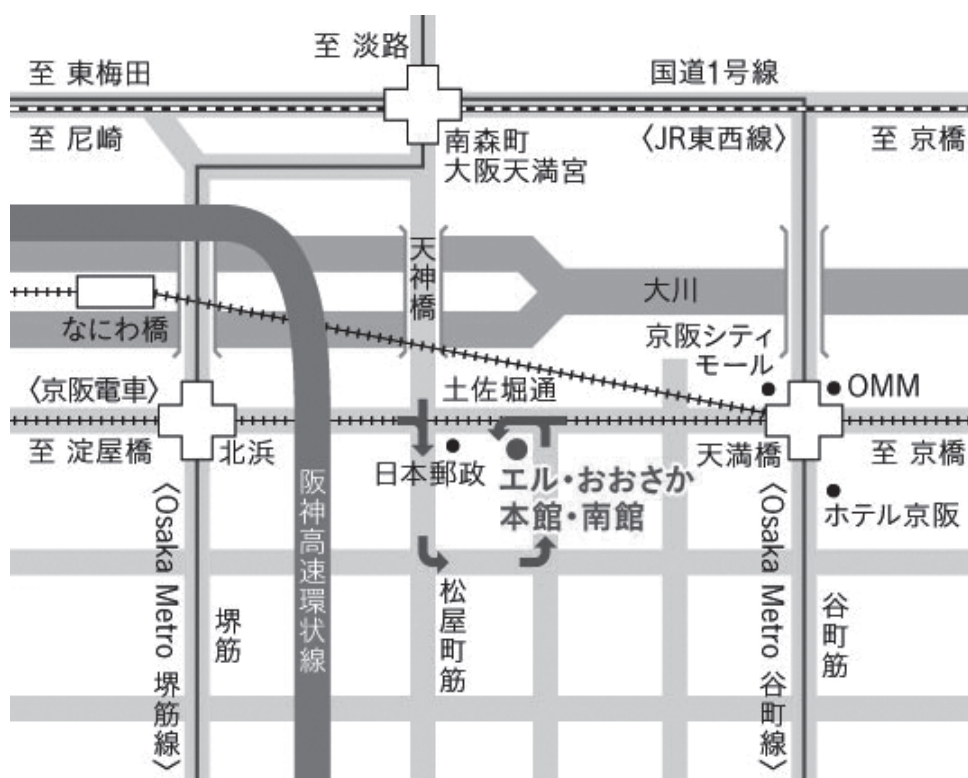 至 淡路
至 東梅田
国道1号線
至 尼崎
南森町
大阪天満宮
〈JR東西線〉
至 京橋
天神橋
大川
なにわ橋
京阪シティ
モール
〈京阪電車〉
土佐堀通
OMM
至 淀屋橋
北浜
日本郵政
エル・おおさか
本館・南館
天満橋
至 京橋
ホテル京阪
阪神高速環状線
〈Osaka Metro 堺筋線〉
堺筋
松屋町筋
〈Osaka Metro 谷町線〉
谷町筋